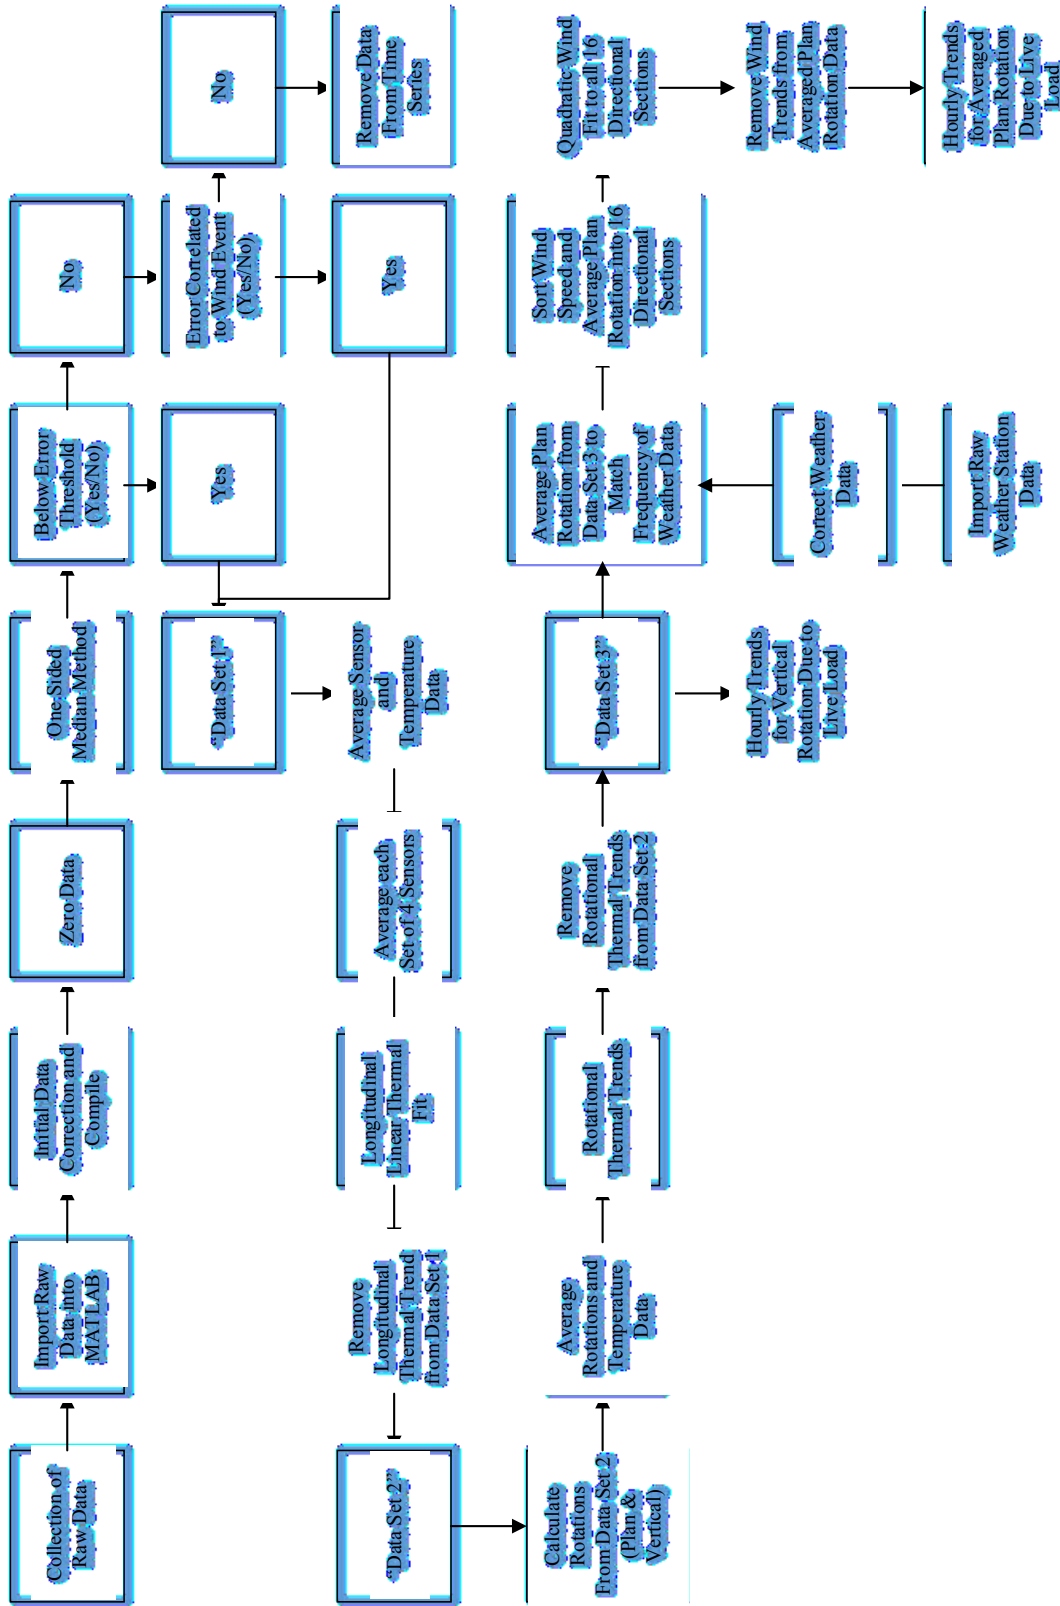 Collection of
Raw Data
Import Raw
Data into
MATLAB
Initial Data
Correction and
Compile
Zero Data
One-Sided
Median Method
Below Error
Threshold
(Yes/No)
No
Yes
Error Correlated
to Wind Event
(Yes/No)
No
Remove Data
From Time
Series
Yes
“Data Set 1”
Average Sensor
and
Temperature
Data
Average each
Set of 4 Sensors
Longitudinal
Linear Thermal
Fit
Remove
Longitudinal
Thermal Trend
from Data Set 1
“Data Set 2”
Calculate
Rotations
From Data Set 2
(Plan &
Vertical)
Average
Rotations and
Temperature
Data
Rotational
Thermal Trends
Remove
Rotational
Thermal Trends
from Data Set 2
“Data Set 3”
Hourly Trends
for Vertical
Rotation Due to
Live Load
Average Plan
Rotation from
Data Set 3 to
Match
Frequency of
Weather Data
Correct Weather
Data
Import Raw
Weather Station
Data
Sort Wind
Speed and
Average Plan
Rotation into 16
Directional
Sections
Quadratic Wind
Fit to all 16
Directional
Sections
Remove Wind
Trends from
Averaged Plan
Rotation Data
Hourly Trends
for Averaged
Plan Rotation
Due to Live
Load